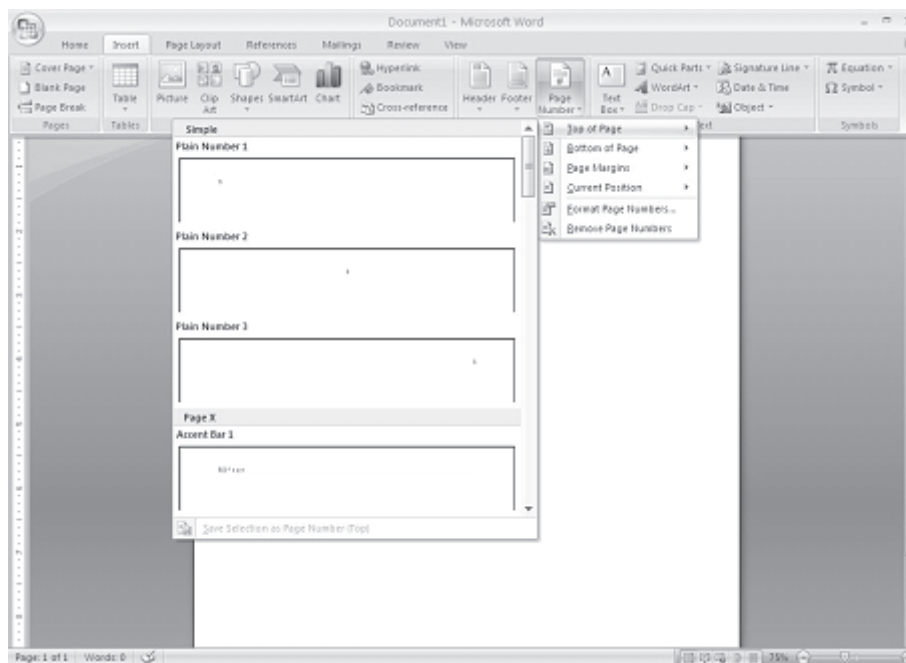 Document1 - Microsoft Word
Home Insert Page Layout References Mailings Review View
Cover Page
Blank Page
Page Break
Pages
Table
Tables
Picture
Clip Art
Shapes
SmartArt
Chart
Hyperlink
Bookmark
Cross-reference
Header
Footer
Page Number
Text Box
Quick Parts
WordArt
Drop Cap
Signature Line
Date & Time
Object
Text
Equation
Symbol
Symbols
Top of Page
Bottom of Page
Page Margins
Current Position
Format Page Numbers...
Remove Page Numbers
Simple
Plain Number 1
Plain Number 2
Plain Number 3
Page X
Accent Bar 1
Save Selection as Page Number (Top)
Page: 1 of 1 Words: 0 75%